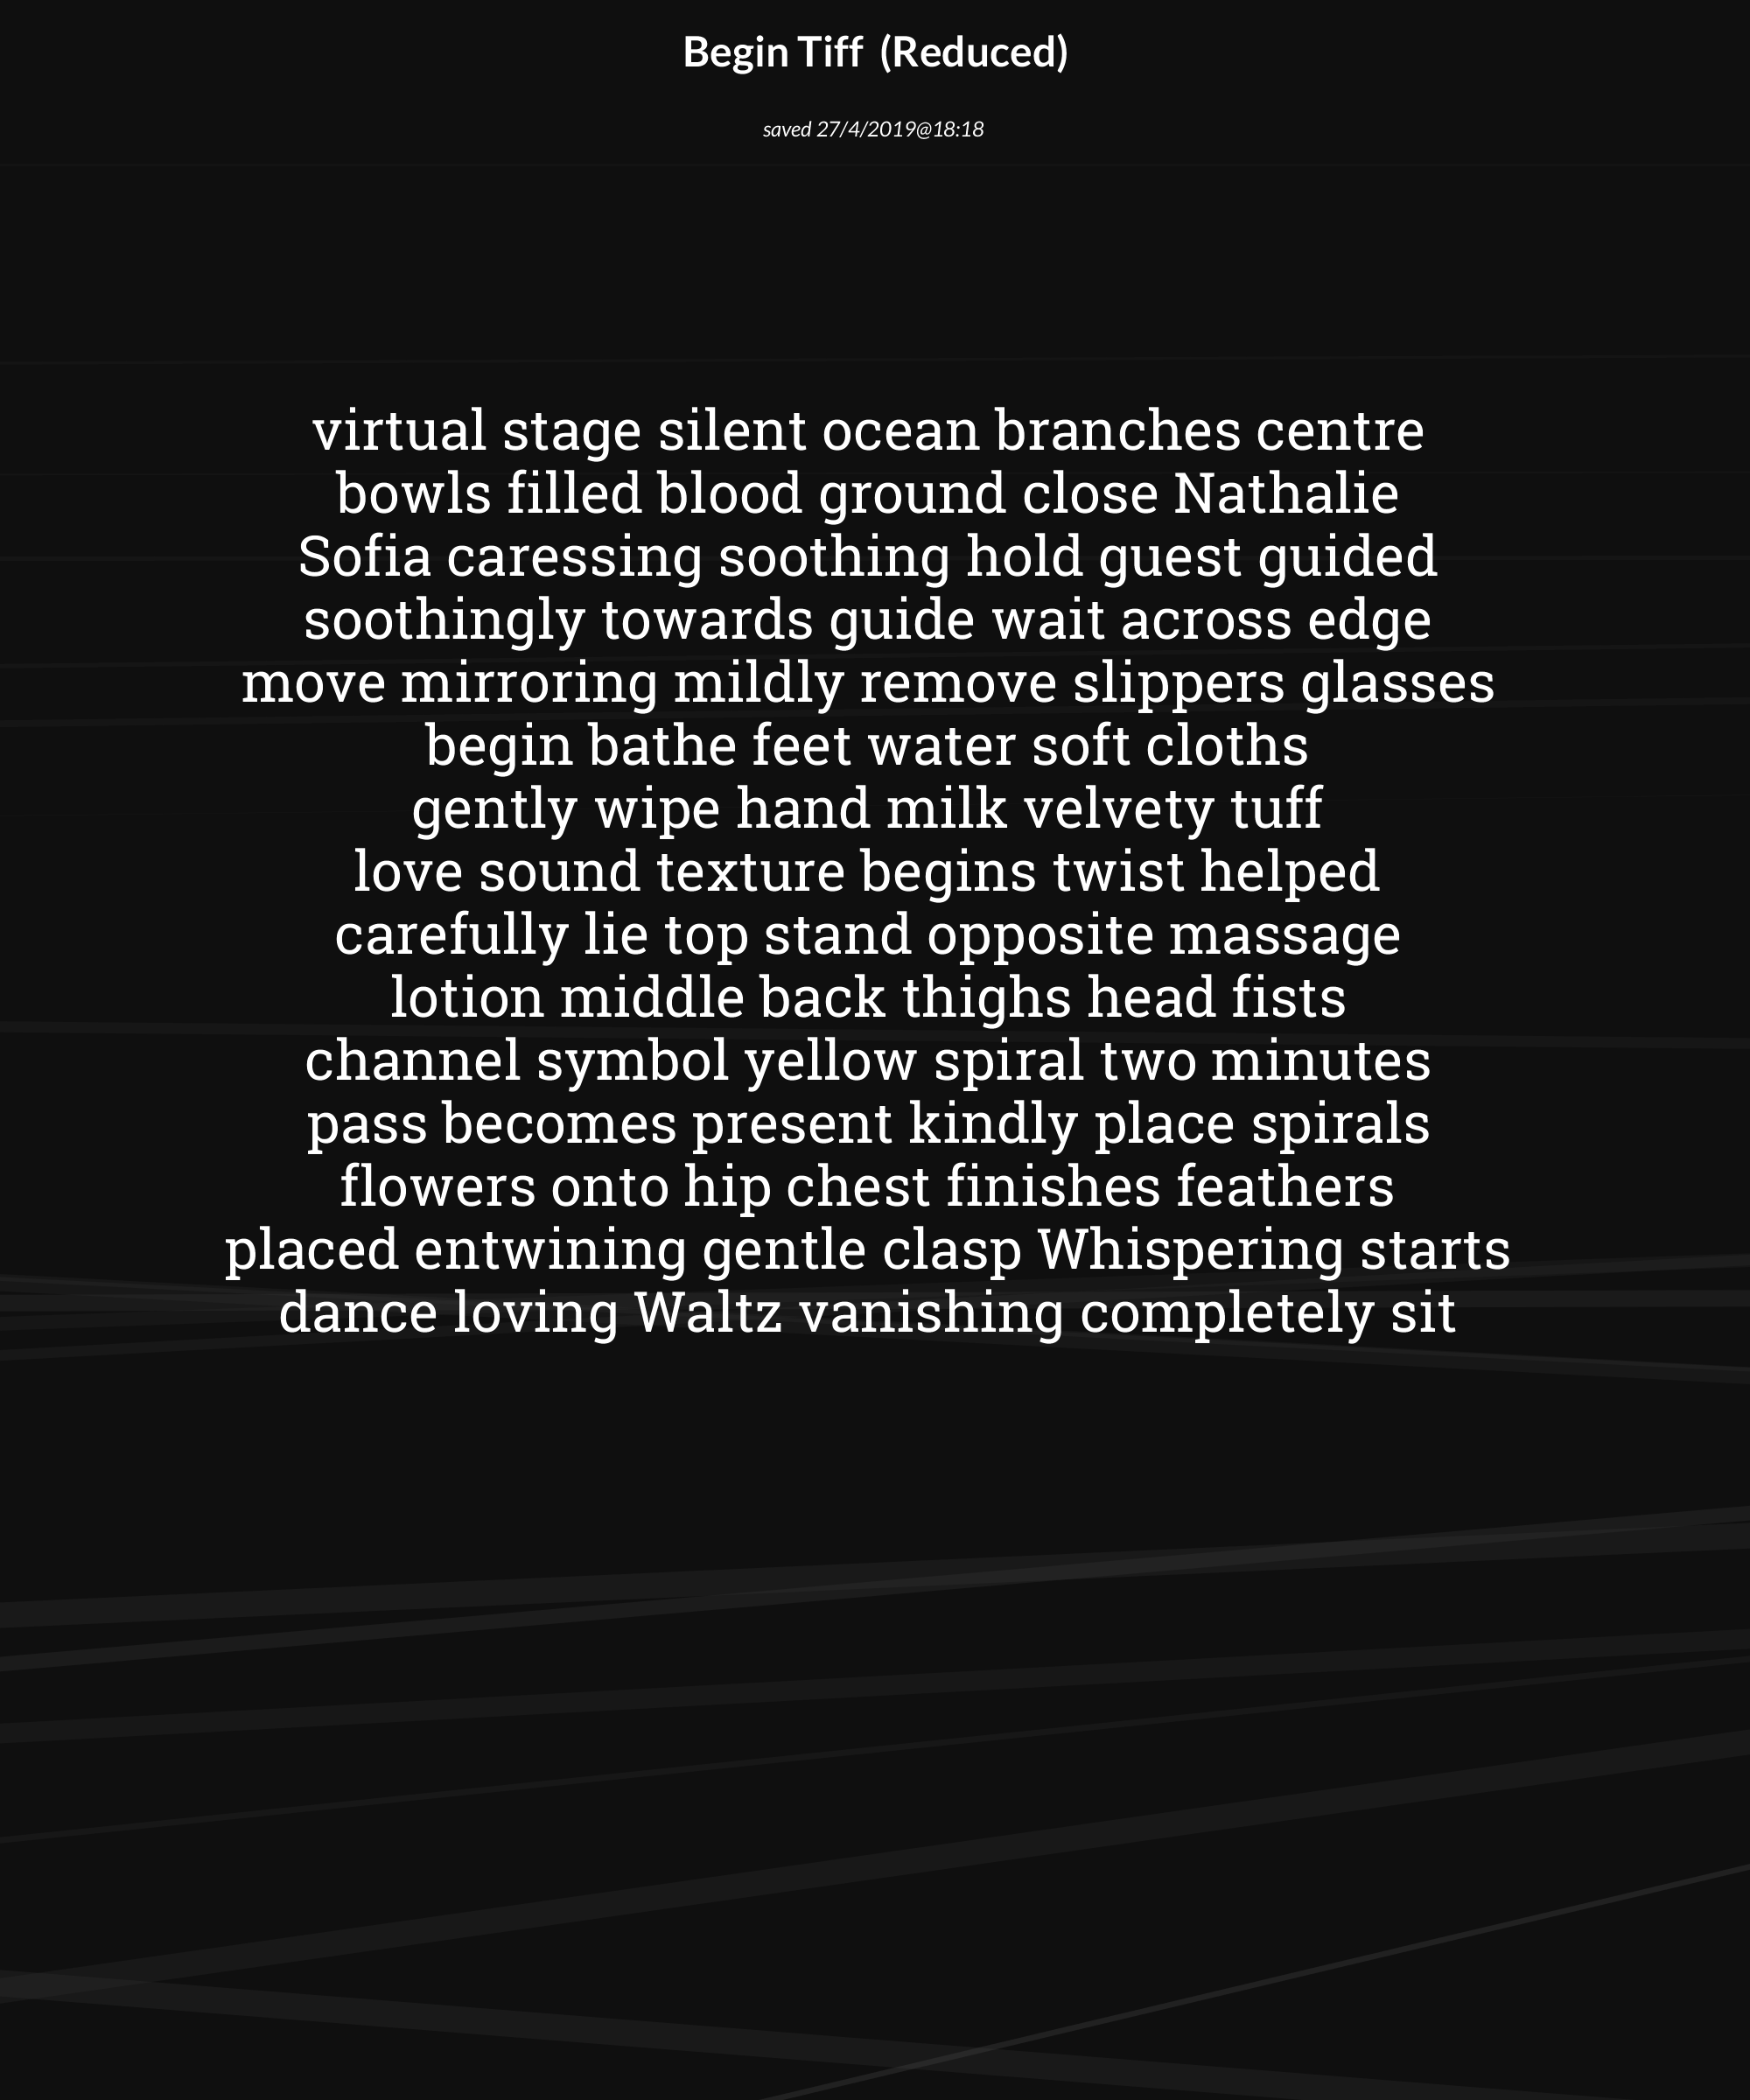 Begin Tiff (Reduced)
saved 27/4/2019@18:18
virtual stage silent ocean branches centre
bowls filled blood ground close Nathalie
Sofia caressing soothing hold guest guided
soothingly towards guide wait across edge
move mirroring mildly remove slippers glasses
begin bathe feet water soft cloths
gently wipe hand milk velvety tuff
love sound texture begins twist helped
carefully lie top stand opposite massage
lotion middle back thighs head fists
channel symbol yellow spiral two minutes
pass becomes present kindly place spirals
flowers onto hip chest finishes feathers
placed entwining gentle clasp Whispering starts
dance loving Waltz vanishing completely sit